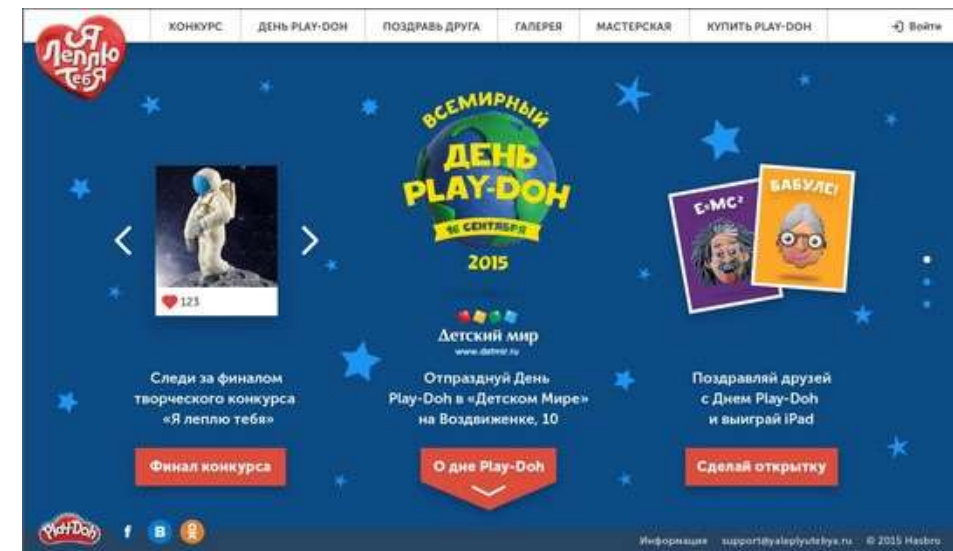 Я
Леплю
Тебя
КОНКУРС
ДЕНЬ PLAY-DOH
ПОЗДРАВЬ ДРУГА
ГАЛЕРЕЯ
МАСТЕРСКАЯ
КУПИТЬ PLAY-DOH
Войти
ВСЕМИРНЫЙ
ДЕНЬ
PLAY-DOH
16 СЕНТЯБРЯ
2015
Детский мир
www.detmir.ru
123
E=MC²
БАБУЛЕ!
Следи за финалом
творческого конкурса
«Я леплю тебя»
Финал конкурса
Отпразднуй День
Play-Doh в «Детском Мире»
на Воздвиженке, 10
О дне Play-Doh
Поздравляй друзей
с Днем Play-Doh
и выиграй iPad
Сделай открытку
Play-Doh
f
B
Информация
support@yaleplyutebya.ru
© 2015 Hasbro